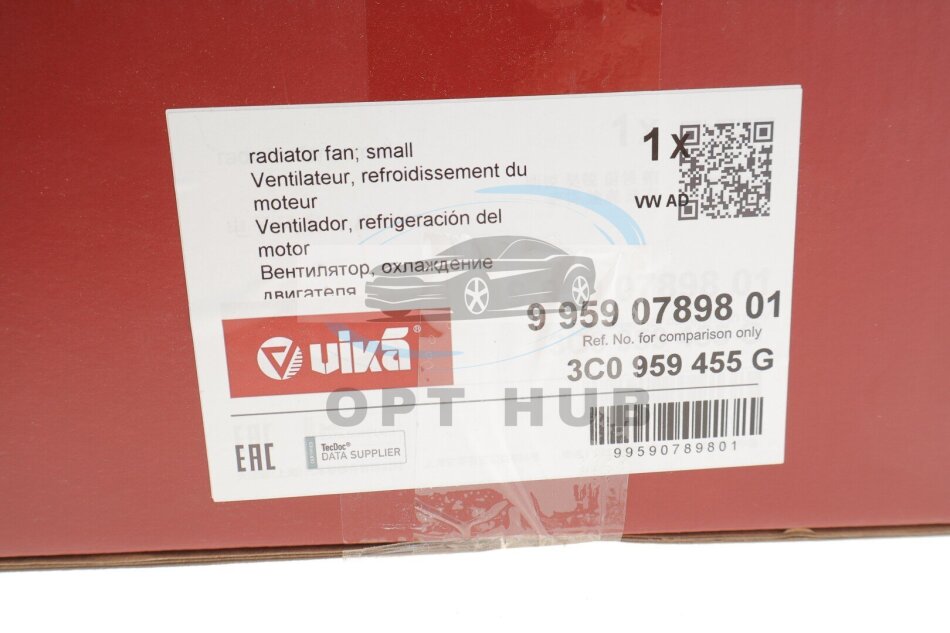 radiator fan; small
Ventilateur, refroidissement du
moteur
Ventilador, refrigeración del
motor
Вентилятор, охлаждение
двигателя
1 x
VW AD
9 959 07898 01
Ref. No. for comparison only
3C0 959 455 G
vika®
OPT HUB
EAC
TecDoc®
DATA SUPPLIER
99590789801